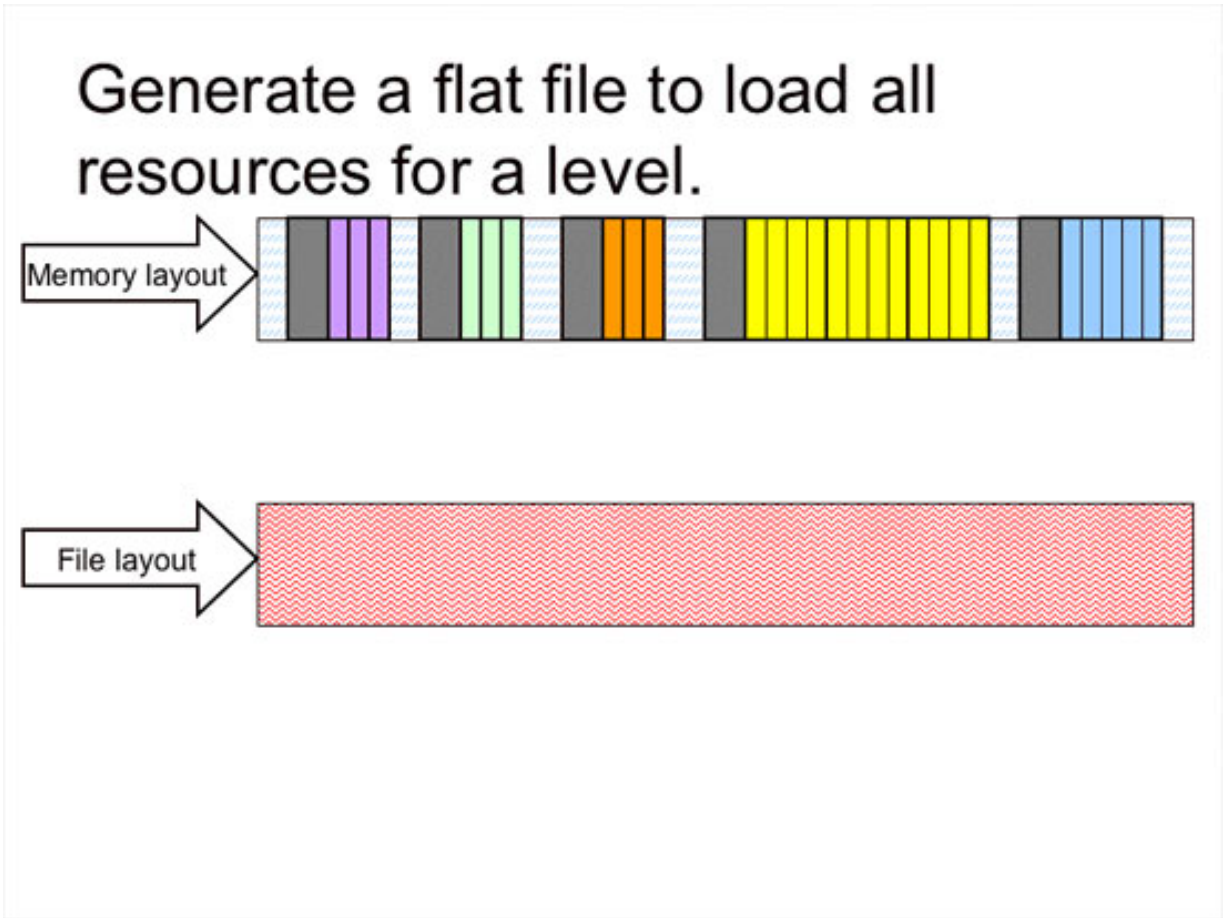 Generate a flat file to load all
resources for a level.
Memory layout
File layout